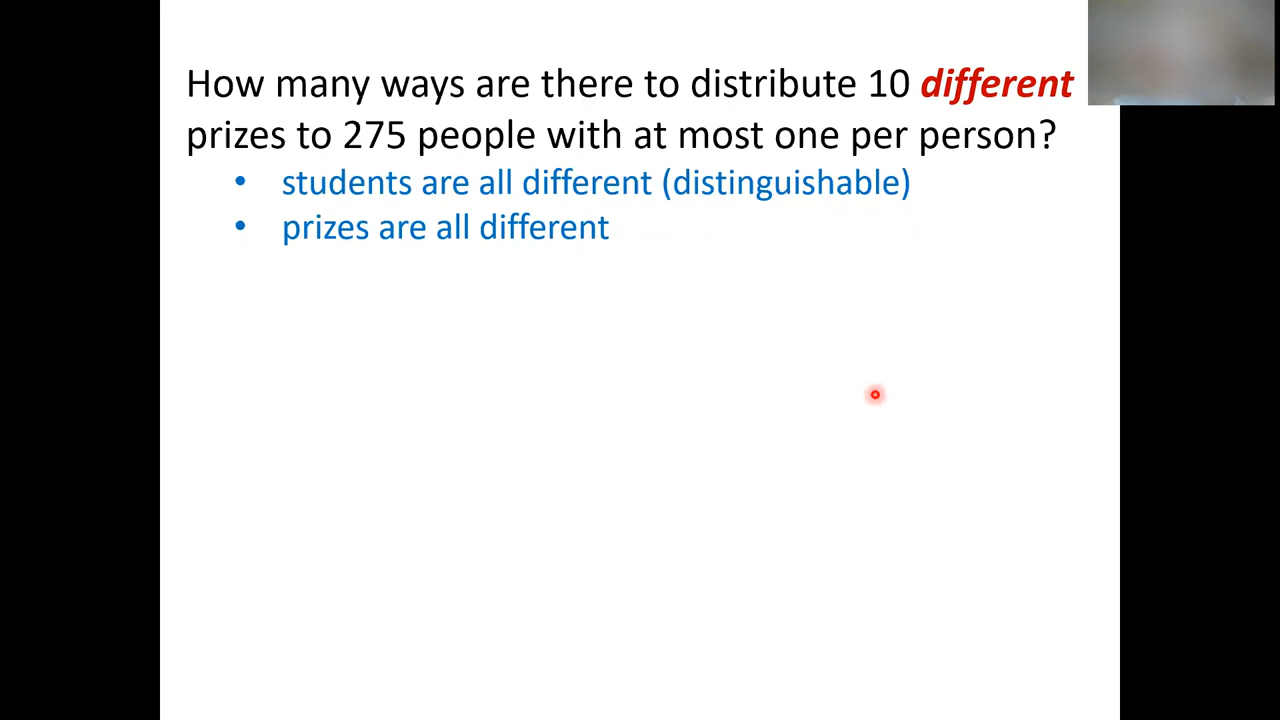 How many ways are there to distribute 10 different
prizes to 275 people with at most one per person?
• students are all different (distinguishable)
• prizes are all different